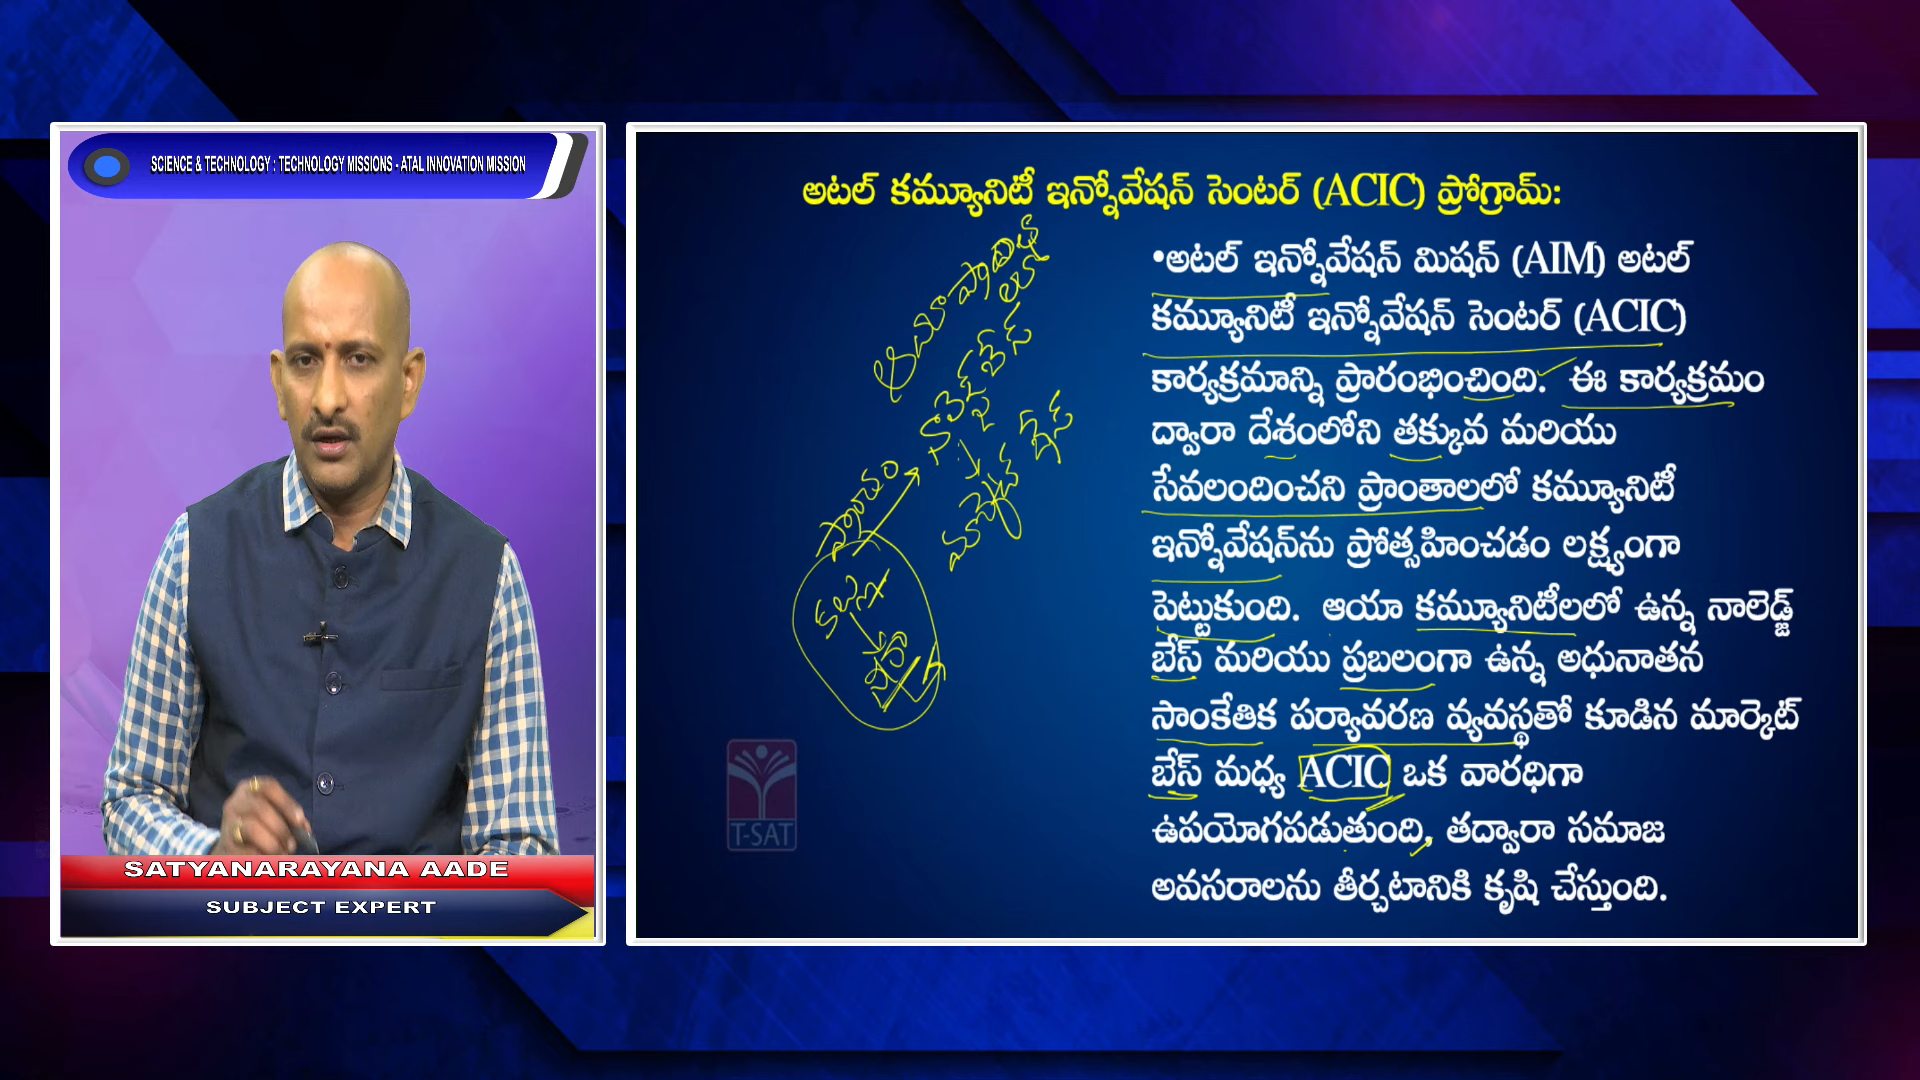 SCIENCE & TECHNOLOGY : TECHNOLOGY MISSIONS - ATAL INNOVATION MISSION
SATYANARAYANA AADE
SUBJECT EXPERT
అటల్ కమ్యూనిటీ ఇన్నోవేషన్ సెంటర్ (ACIC) ప్రోగ్రామ్:
•అటల్ ఇన్నోవేషన్ మిషన్ (AIM) అటల్
కమ్యూనిటీ ఇన్నోవేషన్ సెంటర్ (ACIC)
కార్యక్రమాన్ని ప్రారంభించింది. ఈ కార్యక్రమం
ద్వారా దేశంలోని తక్కువ మరియు
సేవలందించని ప్రాంతాలలో కమ్యూనిటీ
ఇన్నోవేషన్‌ను ప్రోత్సహించడం లక్ష్యంగా
పెట్టుకుంది. ఆయా కమ్యూనిటీలలో ఉన్న నాలెడ్జ్
బేస్ మరియు ప్రబలంగా ఉన్న అధునాతన
సాంకేతిక పర్యావరణ వ్యవస్థతో కూడిన మార్కెట్
బేస్ మధ్య ACIC ఒక వారధిగా
ఉపయోగపడుతుంది, తద్వారా సమాజ
అవసరాలను తీర్చటానికి కృషి చేస్తుంది.
T-SAT